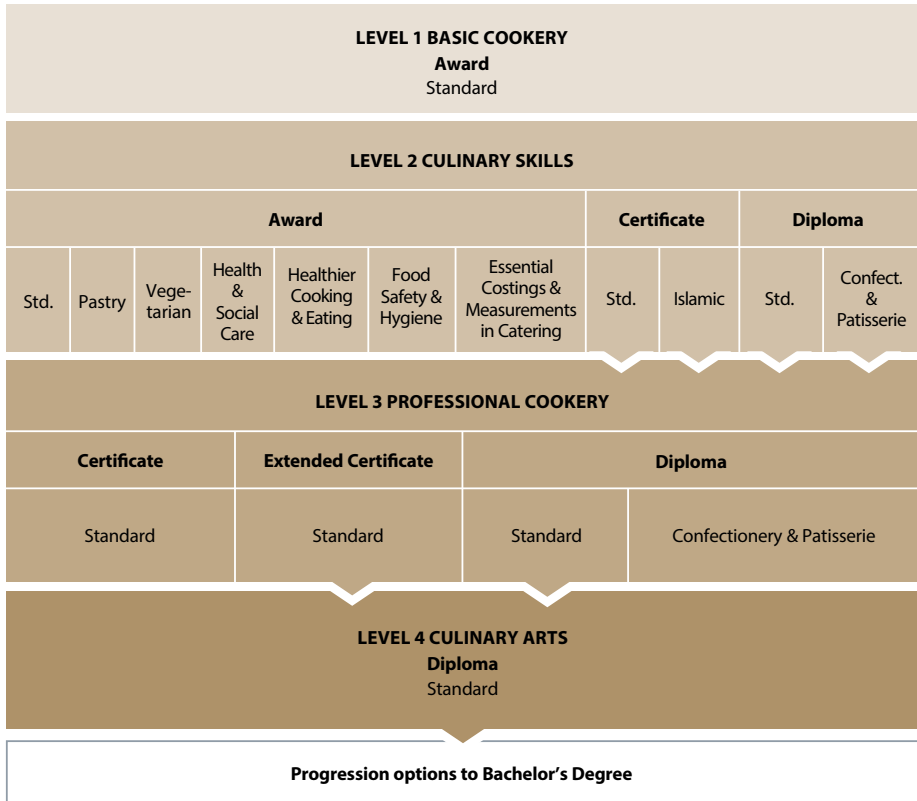 LEVEL 1 BASIC COOKERY
Award
Standard
LEVEL 2 CULINARY SKILLS
Award
Certificate
Diploma
Std.
Pastry
Vege-
tarian
Health
&
Social
Care
Healthier
Cooking
& Eating
Food
Safety &
Hygiene
Essential
Costings &
Measurements
in Catering
Std.
Islamic
Std.
Confect.
&
Patisserie
LEVEL 3 PROFESSIONAL COOKERY
Certificate
Extended Certificate
Diploma
Standard
Standard
Standard
Confectionery & Patisserie
LEVEL 4 CULINARY ARTS
Diploma
Standard
Progression options to Bachelor's Degree